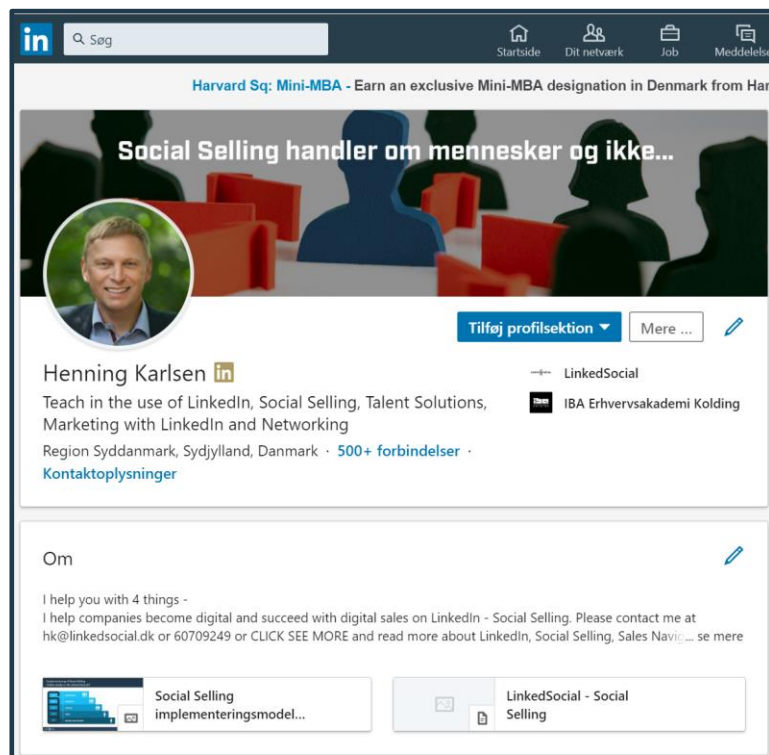 in
Søg
Startside
Dit netværk
Job
Meddelelse
Harvard Sq: Mini-MBA - Earn an exclusive Mini-MBA designation in Denmark from Har
Social Selling handler om mennesker og ikke...
Tilføj profilsektion
Mere ...
Henning Karlsen in
LinkedSocial
Teach in the use of LinkedIn, Social Selling, Talent Solutions,
Marketing with LinkedIn and Networking
IBA Erhvervsakademi Kolding
Region Syddanmark, Sydjylland, Danmark · 500+ forbindelser ·
Kontaktoplysninger
Om
I help you with 4 things -
I help companies become digital and succeed with digital sales on LinkedIn - Social Selling. Please contact me at
hk@linkedsocial.dk or 60709249 or CLICK SEE MORE and read more about LinkedIn, Social Selling, Sales Navig... se mere
Social Selling
implementeringsmodel...
LinkedSocial - Social
Selling